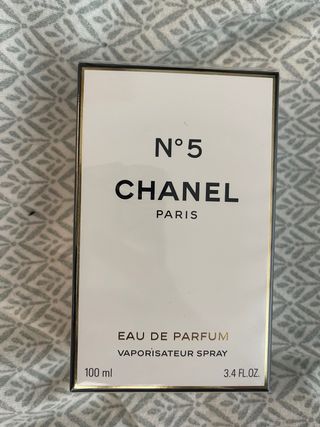 N°5
CHANEL
PARIS
EAU DE PARFUM
VAPORISATEUR SPRAY
100 ml 3.4 FL.OZ.